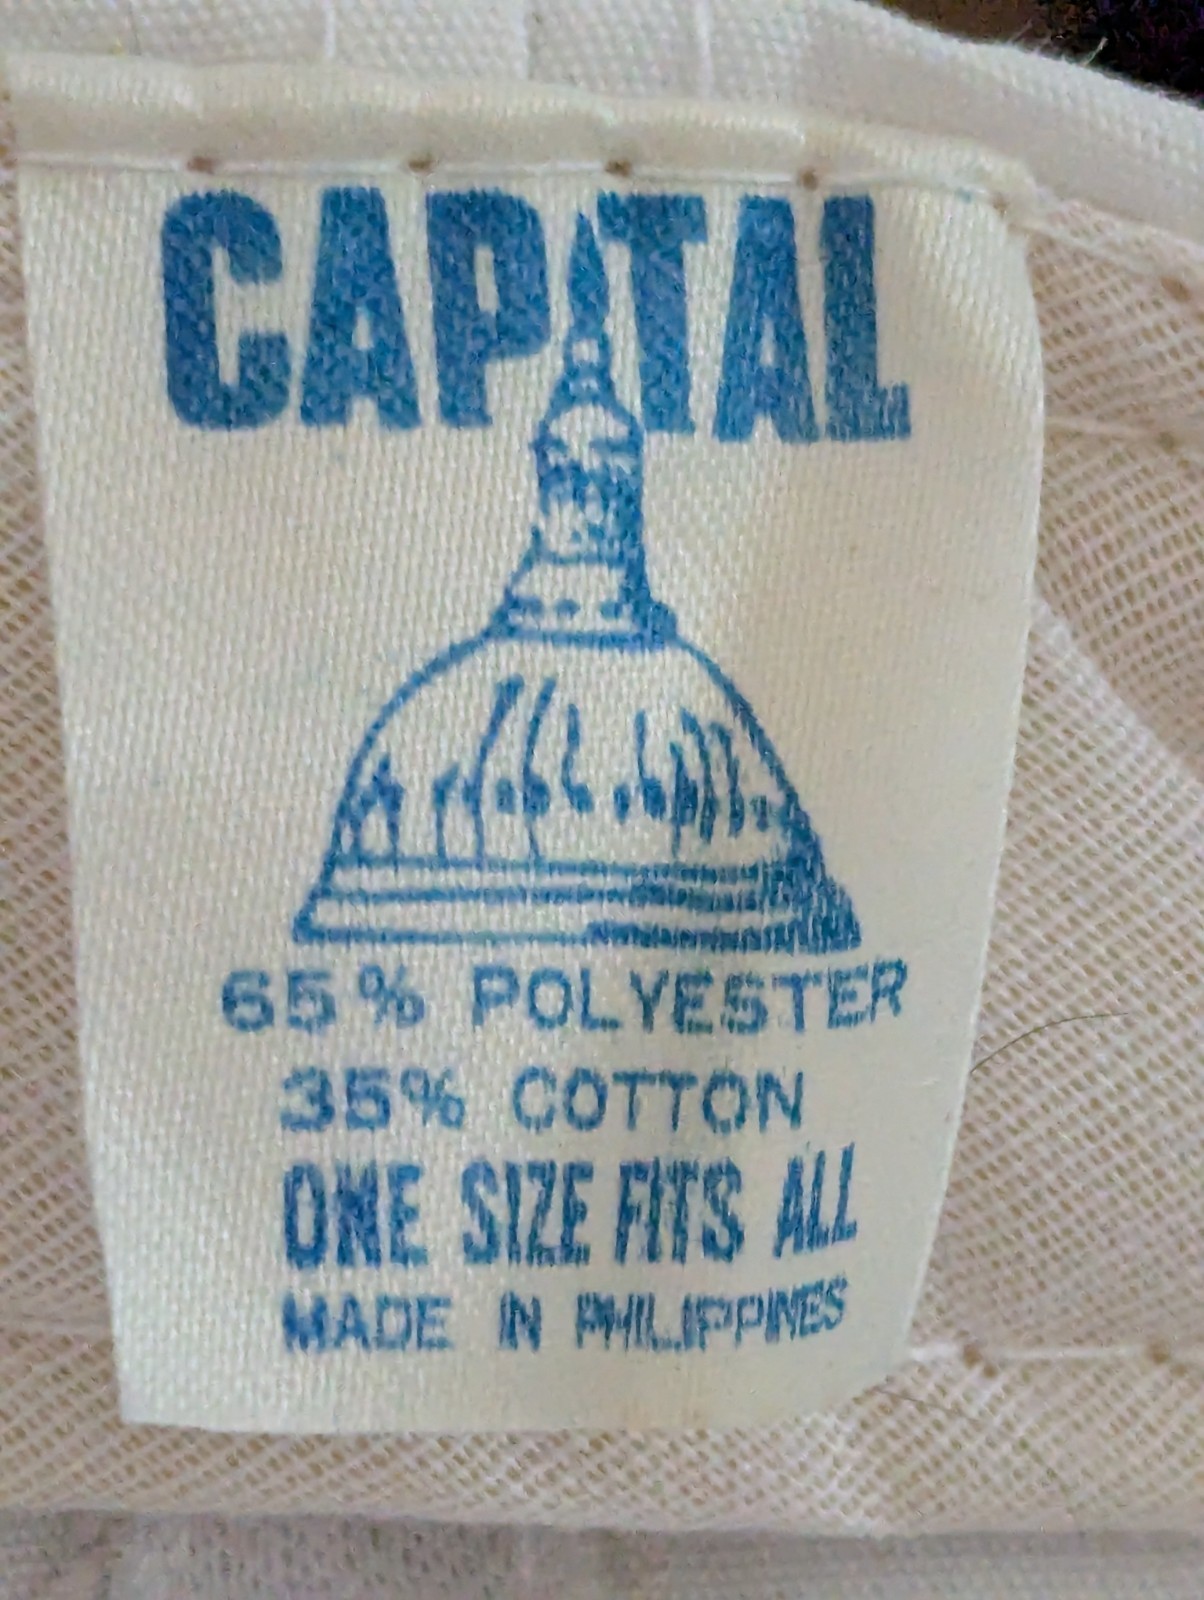 CAPITAL
65% POLYESTER
35% COTTON
ONE SIZE FITS ALL
MADE IN PHILIPPINES